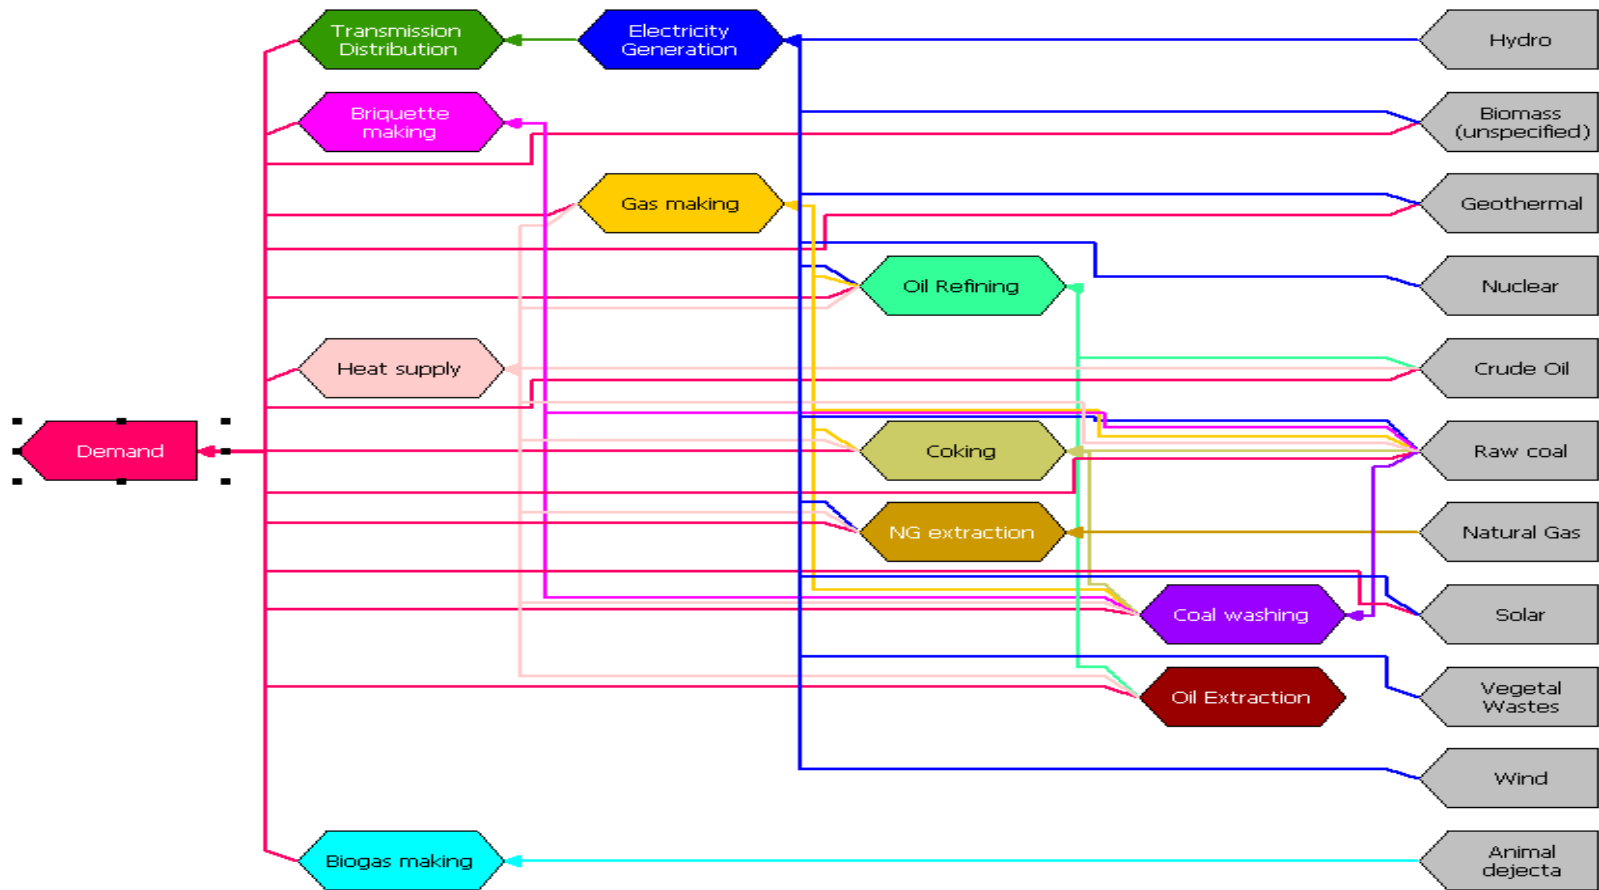 Transmission
Distribution
Electricity
Generation
Hydro
Briquette
making
Biomass
(unspecified)
Gas making
Geothermal
Oil Refining
Nuclear
Heat supply
Crude Oil
Demand
Coking
Raw coal
NG extraction
Natural Gas
Coal washing
Solar
Oil Extraction
Vegetal
Wastes
Wind
Biogas making
Animal
dejecta